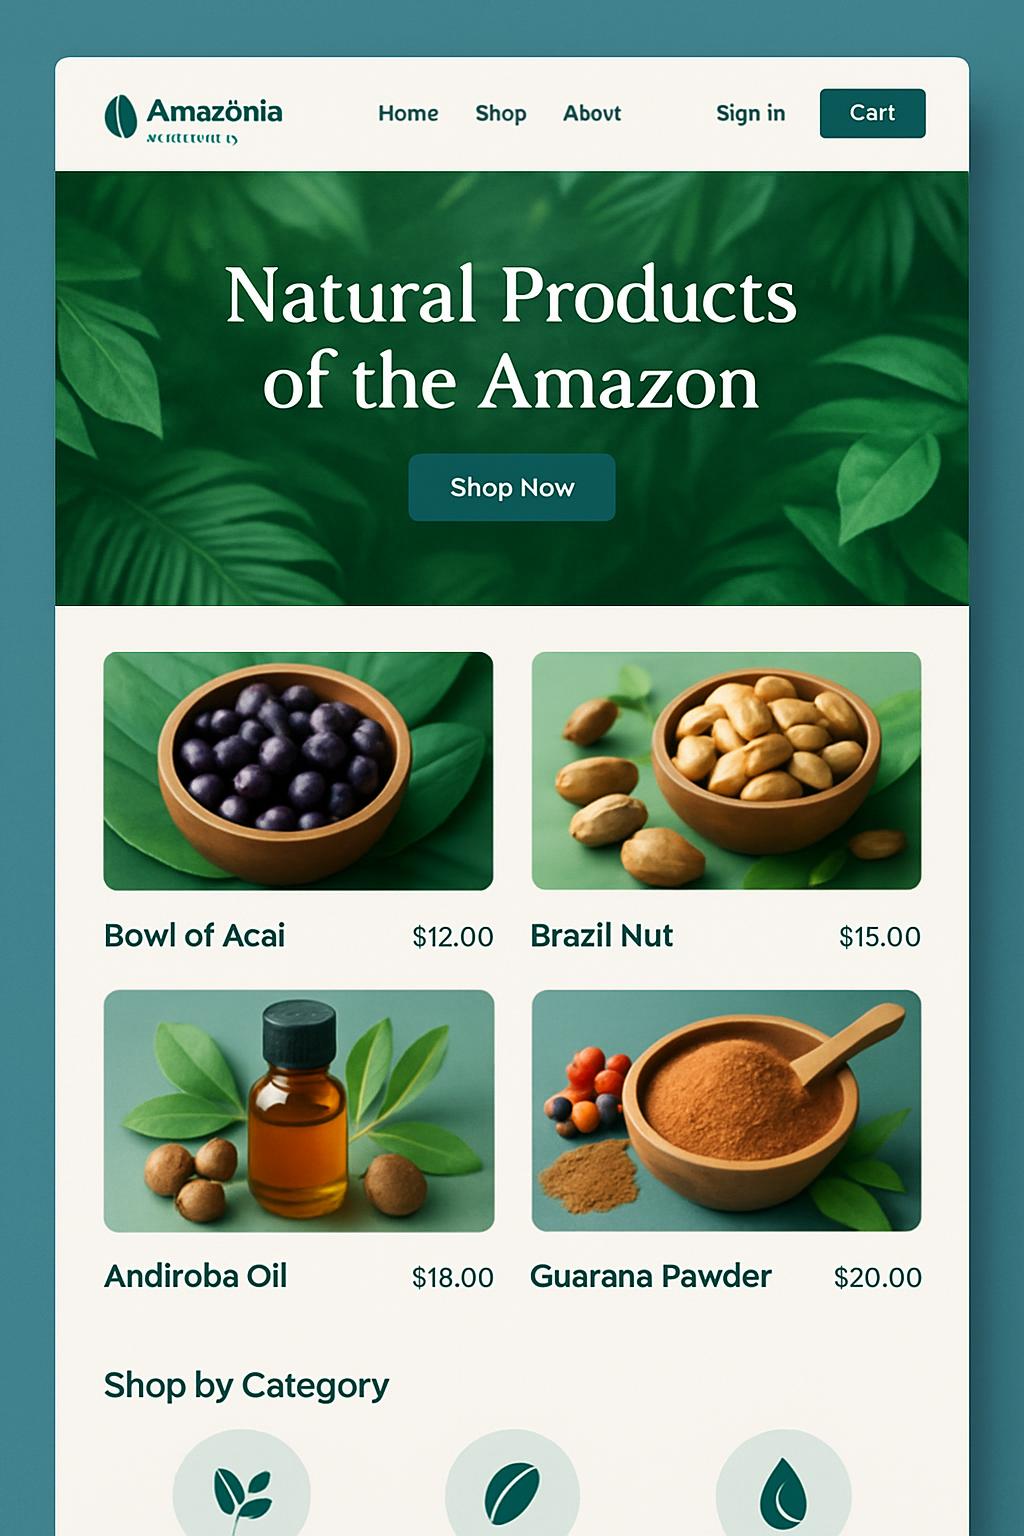 Amazönia
Home Shop Abovt Sign in Cart
Natural Products
of the Amazon
Shop Now
Bowl of Acai $12.00
Brazil Nut $15.00
Andiroba Oil $18.00
Guarana Pawder $20.00
Shop by Category